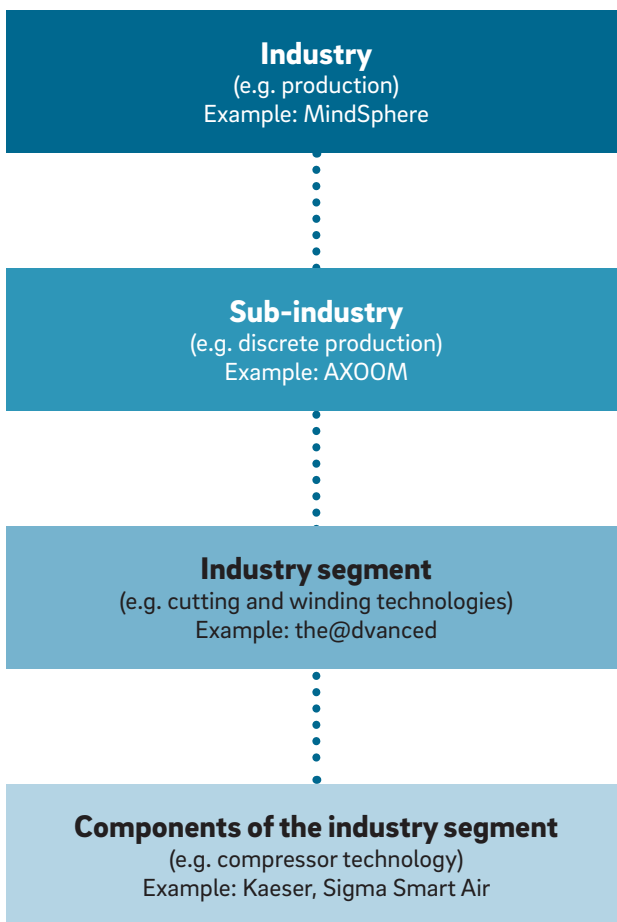 Industry
(e.g. production)
Example: MindSphere
Sub-industry
(e.g. discrete production)
Example: AXOOM
Industry segment
(e.g. cutting and winding technologies)
Example: the@dvanced
Components of the industry segment
(e.g. compressor technology)
Example: Kaeser, Sigma Smart Air